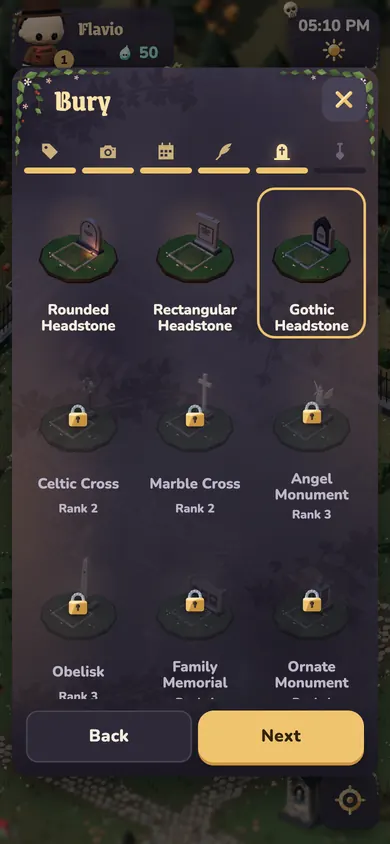 Flavio
1
50
05:10 PM
Bury
Rounded
Headstone
Rectangular
Headstone
Gothic
Headstone
Celtic Cross
Rank 2
Marble Cross
Rank 2
Angel
Monument
Rank 3
Obelisk
Rank 3
Family
Memorial
Ornate
Monument
Back
Next